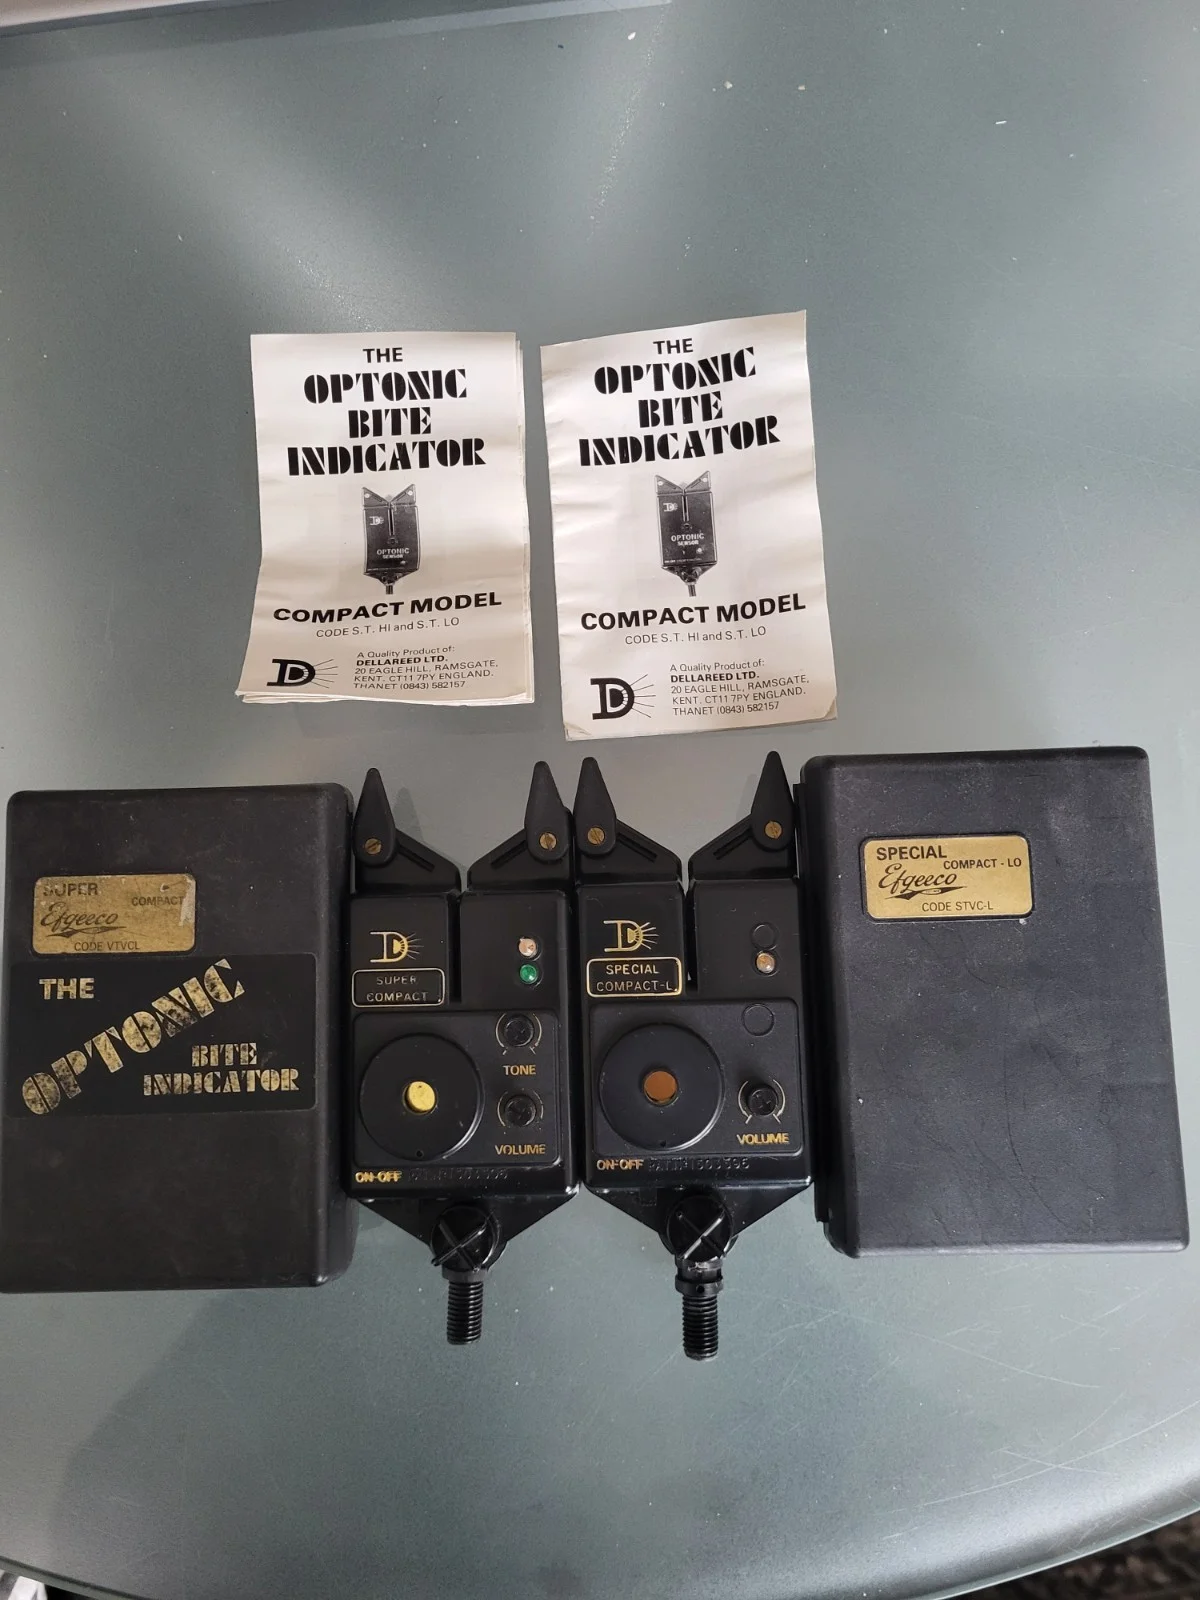 THE
OPTONIC
BITE
INDICATOR
OPTONIC
SENSOR
COMPACT MODEL
CODE S.T. HI and S.T. LO
A Quality Product of:
DELLAREED LTD.
20 EAGLE HILL, RAMSGATE,
KENT. CT11 7PY ENGLAND.
THANET (0843) 582157
THE
OPTONIC
BITE
INDICATOR
OPTONIC
SENSOR
COMPACT MODEL
CODE S.T. HI and S.T. LO
A Quality Product of:
DELLAREED LTD.
20 EAGLE HILL, RAMSGATE,
KENT. CT11 7PY ENGLAND.
THANET (0843) 582157
SUPER
COMPACT
Efgeeco
CODE VTVCL
THE
OPTONIC
BITE
INDICATOR
D
SUPER
COMPACT
TONE
VOLUME
ON-OFF
D
SPECIAL
COMPACT-L
VOLUME
ON-OFF
SPECIAL
COMPACT - LO
Efgeeco
CODE STVC-L